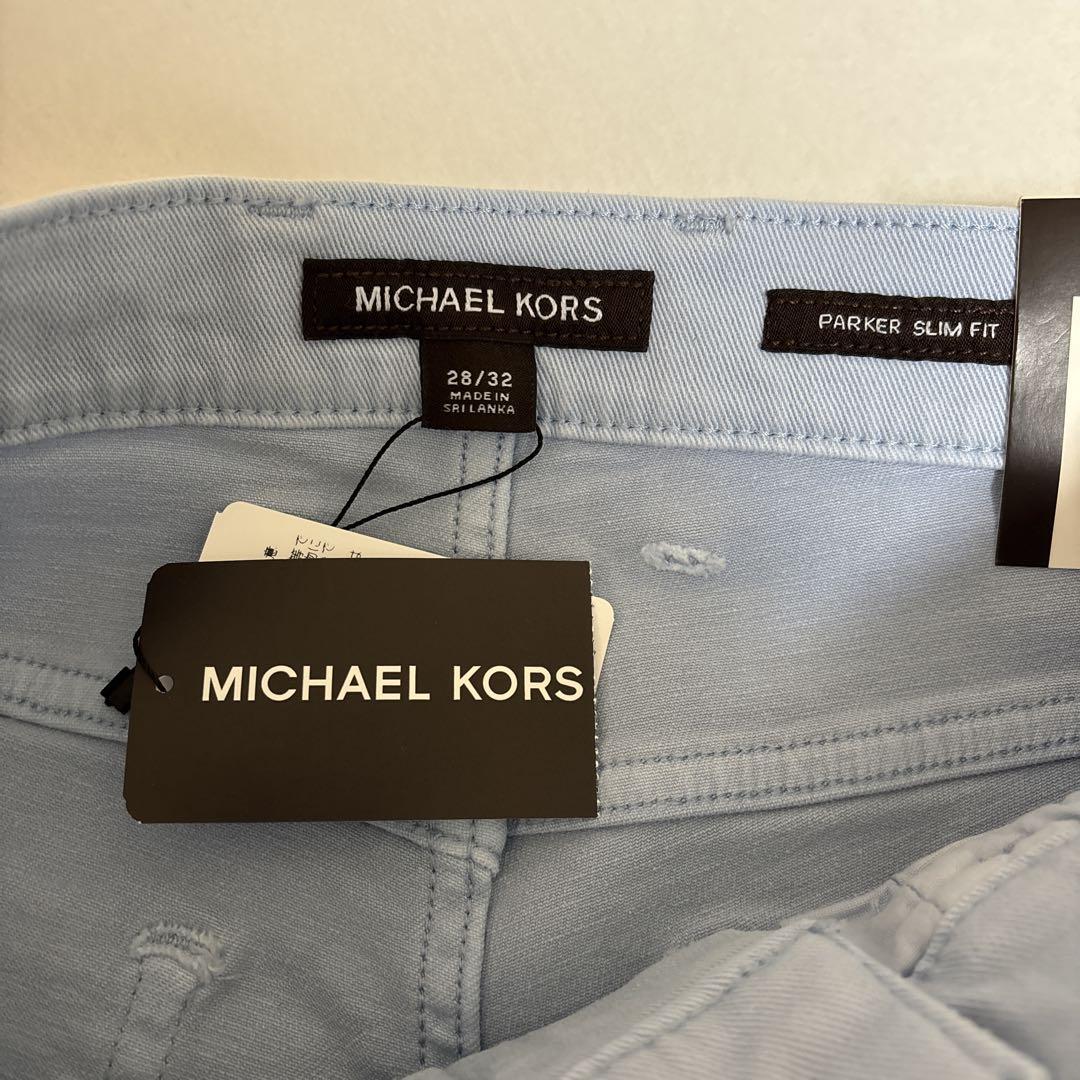 MICHAEL KORS
PARKER SLIM FIT
28/32
MADE IN
SRI LANKA
MICHAEL KORS